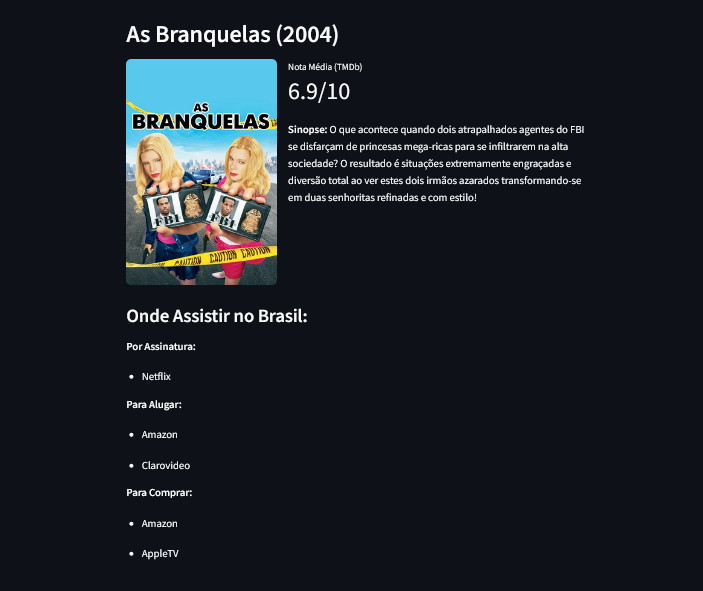 As Branquelas (2004)
AS
BRANQUELAS
FBI
FBI
CAUTION
CAUTION
CAUTION
CAUTION
Nota Média (TMDb)
6.9/10
Sinopse: O que acontece quando dois atrapalhados agentes do FBI
se disfarçam de princesas mega-ricas para se infiltrarem na alta
sociedade? O resultado é situações extremamente engraçadas e
diversão total ao ver estes dois irmãos azarados transformando-se
em duas senhoritas refinadas e com estilo!
Onde Assistir no Brasil:
Por Assinatura:
• Netflix
Para Alugar:
• Amazon
• Clarovideo
Para Comprar:
• Amazon
• AppleTV